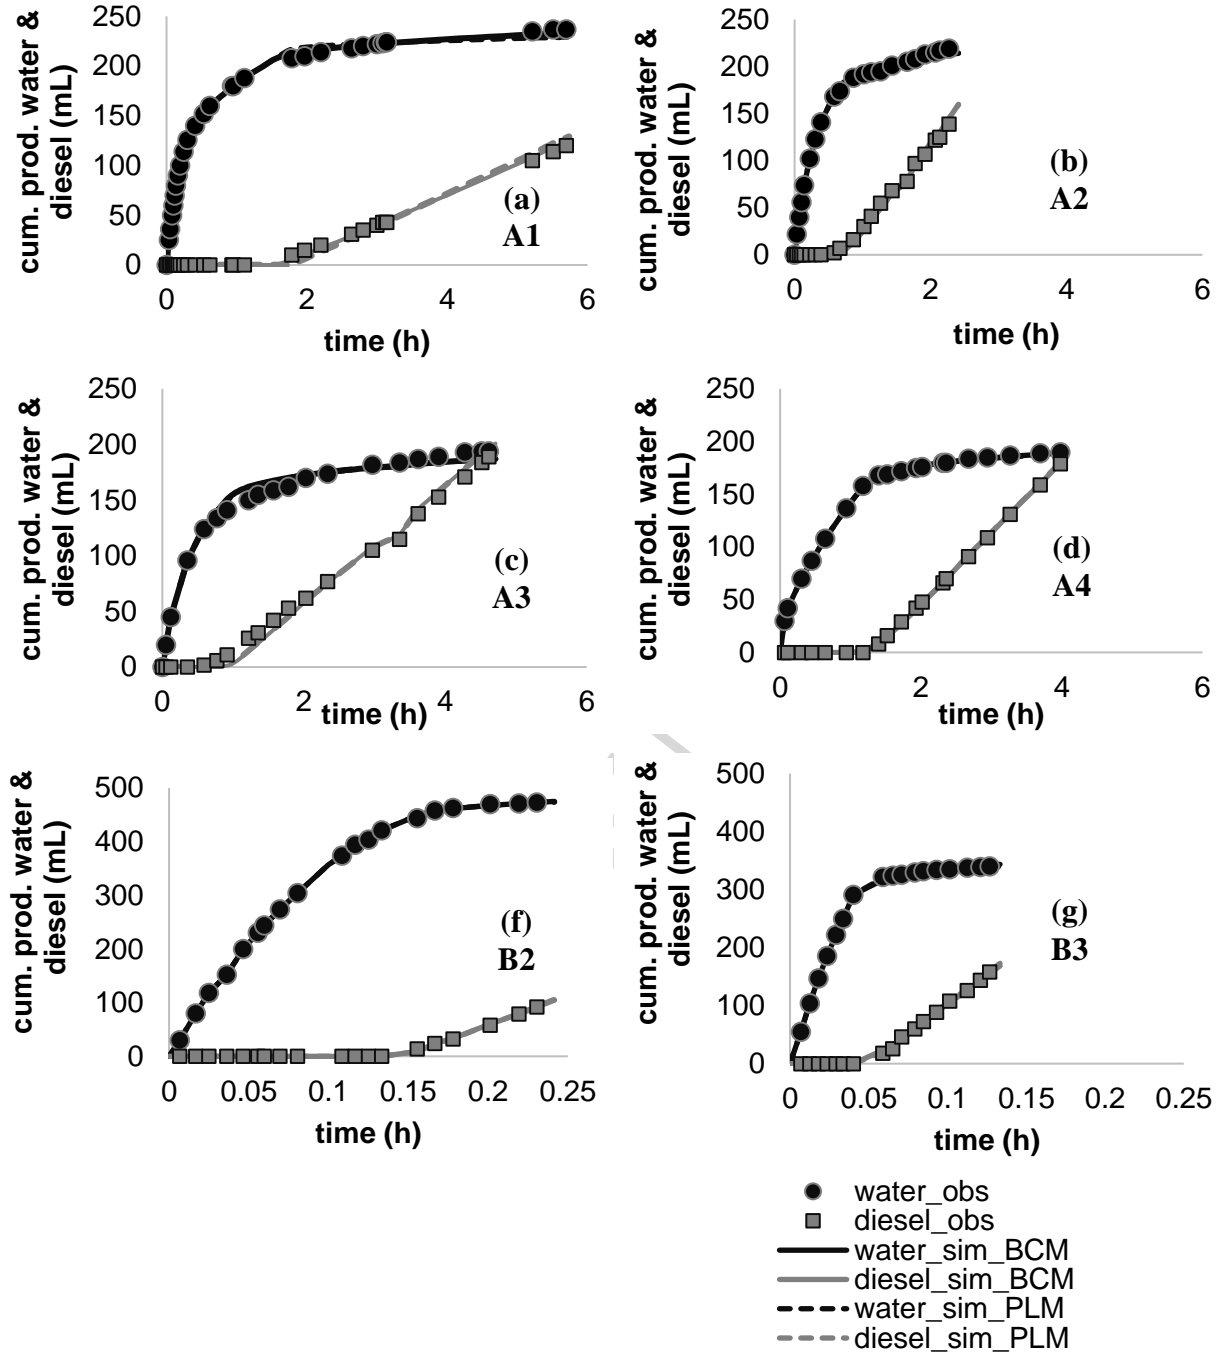 cum. prod. water &
diesel (mL)
250
200
150
100
50
0
0
2
4
6
time (h)
(a)
A1
cum. prod. water &
diesel (mL)
250
200
150
100
50
0
0
2
4
6
time (h)
(b)
A2
cum. prod. water &
diesel (mL)
250
200
150
100
50
0
0
2
4
6
time (h)
(c)
A3
cum. prod. water &
diesel (mL)
250
200
150
100
50
0
0
2
4
6
time (h)
(d)
A4
cum. prod. water &
diesel (mL)
500
400
300
200
100
0
0
0.05
0.1
0.15
0.2
0.25
time (h)
(f)
B2
cum. prod. water &
diesel (mL)
500
400
300
200
100
0
0
0.05
0.1
0.15
0.2
0.25
time (h)
(g)
B3
water_obs
diesel_obs
water_sim_BCM
diesel_sim_BCM
water_sim_PLM
diesel_sim_PLM